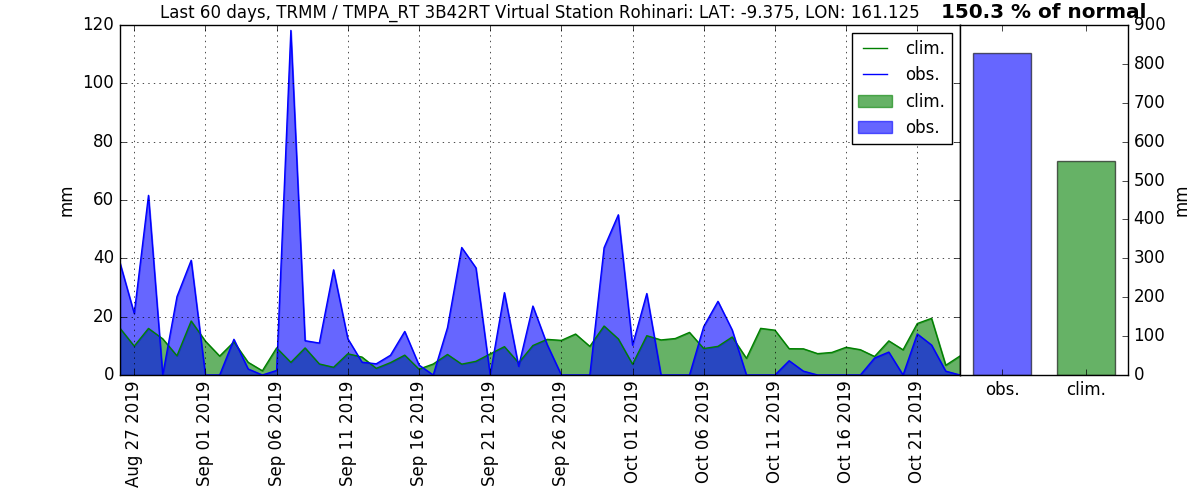 Last 60 days, TRMM / TMPA_RT 3B42RT Virtual Station Rohinari: LAT: -9.375, LON: 161.125
150.3 % of normal
120
100
80
60
40
20
0
mm
clim.
obs.
clim.
obs.
900
800
700
600
500
400
300
200
100
0
mm
Aug 27 2019
Sep 01 2019
Sep 06 2019
Sep 11 2019
Sep 16 2019
Sep 21 2019
Sep 26 2019
Oct 01 2019
Oct 06 2019
Oct 11 2019
Oct 16 2019
Oct 21 2019
obs.
clim.